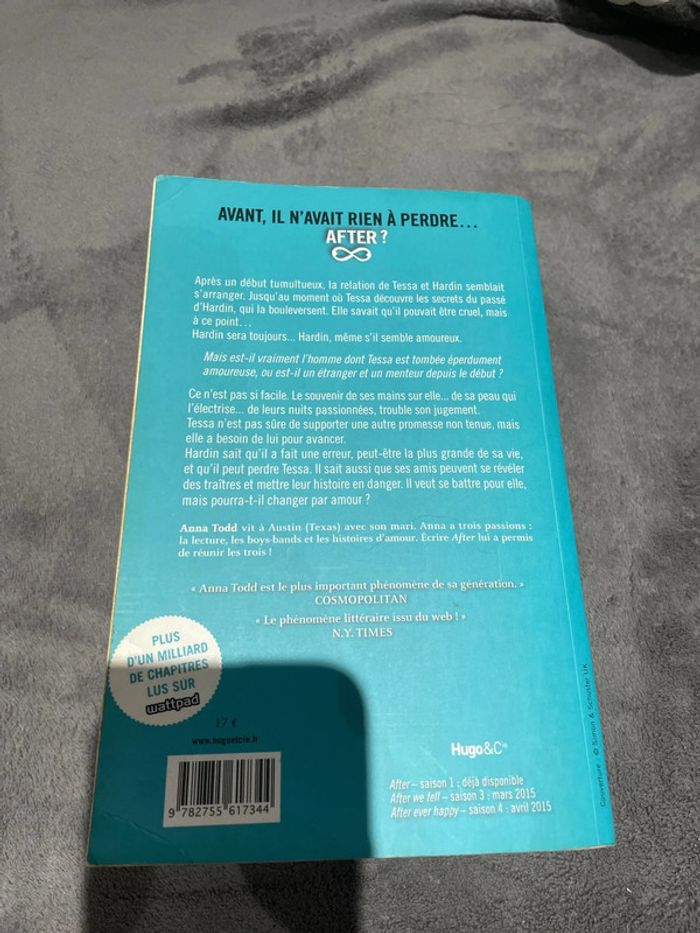 AVANT, IL N'AVAIT RIEN À PERDRE...
AFTER ?
Après un début tumultueux, la relation de Tessa et Hardin semblait
s'arranger. Jusqu'au moment où Tessa découvre les secrets du passé
d'Hardin, qui la bouleversent. Elle savait qu'il pouvait être cruel, mais
à ce point...
Hardin sera toujours... Hardin, même s'il semble amoureux.
Mais est-il vraiment l'homme dont Tessa est tombée éperdument
amoureuse, ou est-il un étranger et un menteur depuis le début ?
Ce n'est pas si facile. Le souvenir de ses mains sur elle... de sa peau qui
l'électrise... de leurs nuits passionnées, trouble son jugement.
Tessa n'est pas sûre de supporter une autre promesse non tenue, mais
elle a besoin de lui pour avancer.
Hardin sait qu'il a fait une erreur, peut-être la plus grande de sa vie,
et qu'il peut perdre Tessa. Il sait aussi que ses amis peuvent se révéler
des traîtres et mettre leur histoire en danger. Il veut se battre pour elle,
mais pourra-t-il changer par amour ?
Anna Todd vit à Austin (Texas) avec son mari. Anna a trois passions :
la lecture, les boys-bands et les histoires d'amour. Écrire After lui a permis
de réunir les trois !
« Anna Todd est le plus important phénomène de sa génération. »
COSMOPOLITAN
« Le phénomène littéraire issu du web ! »
N.Y. TIMES
PLUS
D'UN MILLIARD
DE CHAPITRES
LUS SUR
wattpad
17 €
www.hugoetcie.fr
9 782755 617344
Hugo&Cie
After – saison 1 : déjà disponible
After we fell – saison 3 : mars 2015
After ever happy – saison 4 : avril 2015
Couverture © Simon & Schuster UK